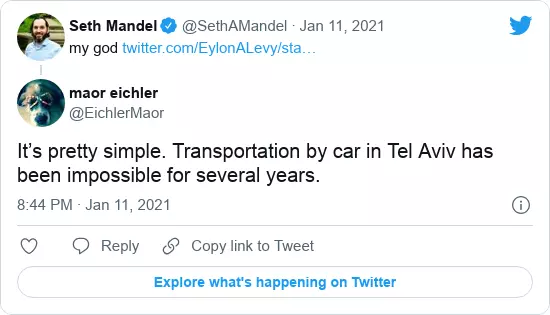 Seth Mandel @SethAMandel · Jan 11, 2021
my god twitter.com/EylonALevy/sta…
maor eichler
@EichlerMaor
It’s pretty simple. Transportation by car in Tel Aviv has
been impossible for several years.
8:44 PM · Jan 11, 2021
Reply
Copy link to Tweet
Explore what's happening on Twitter